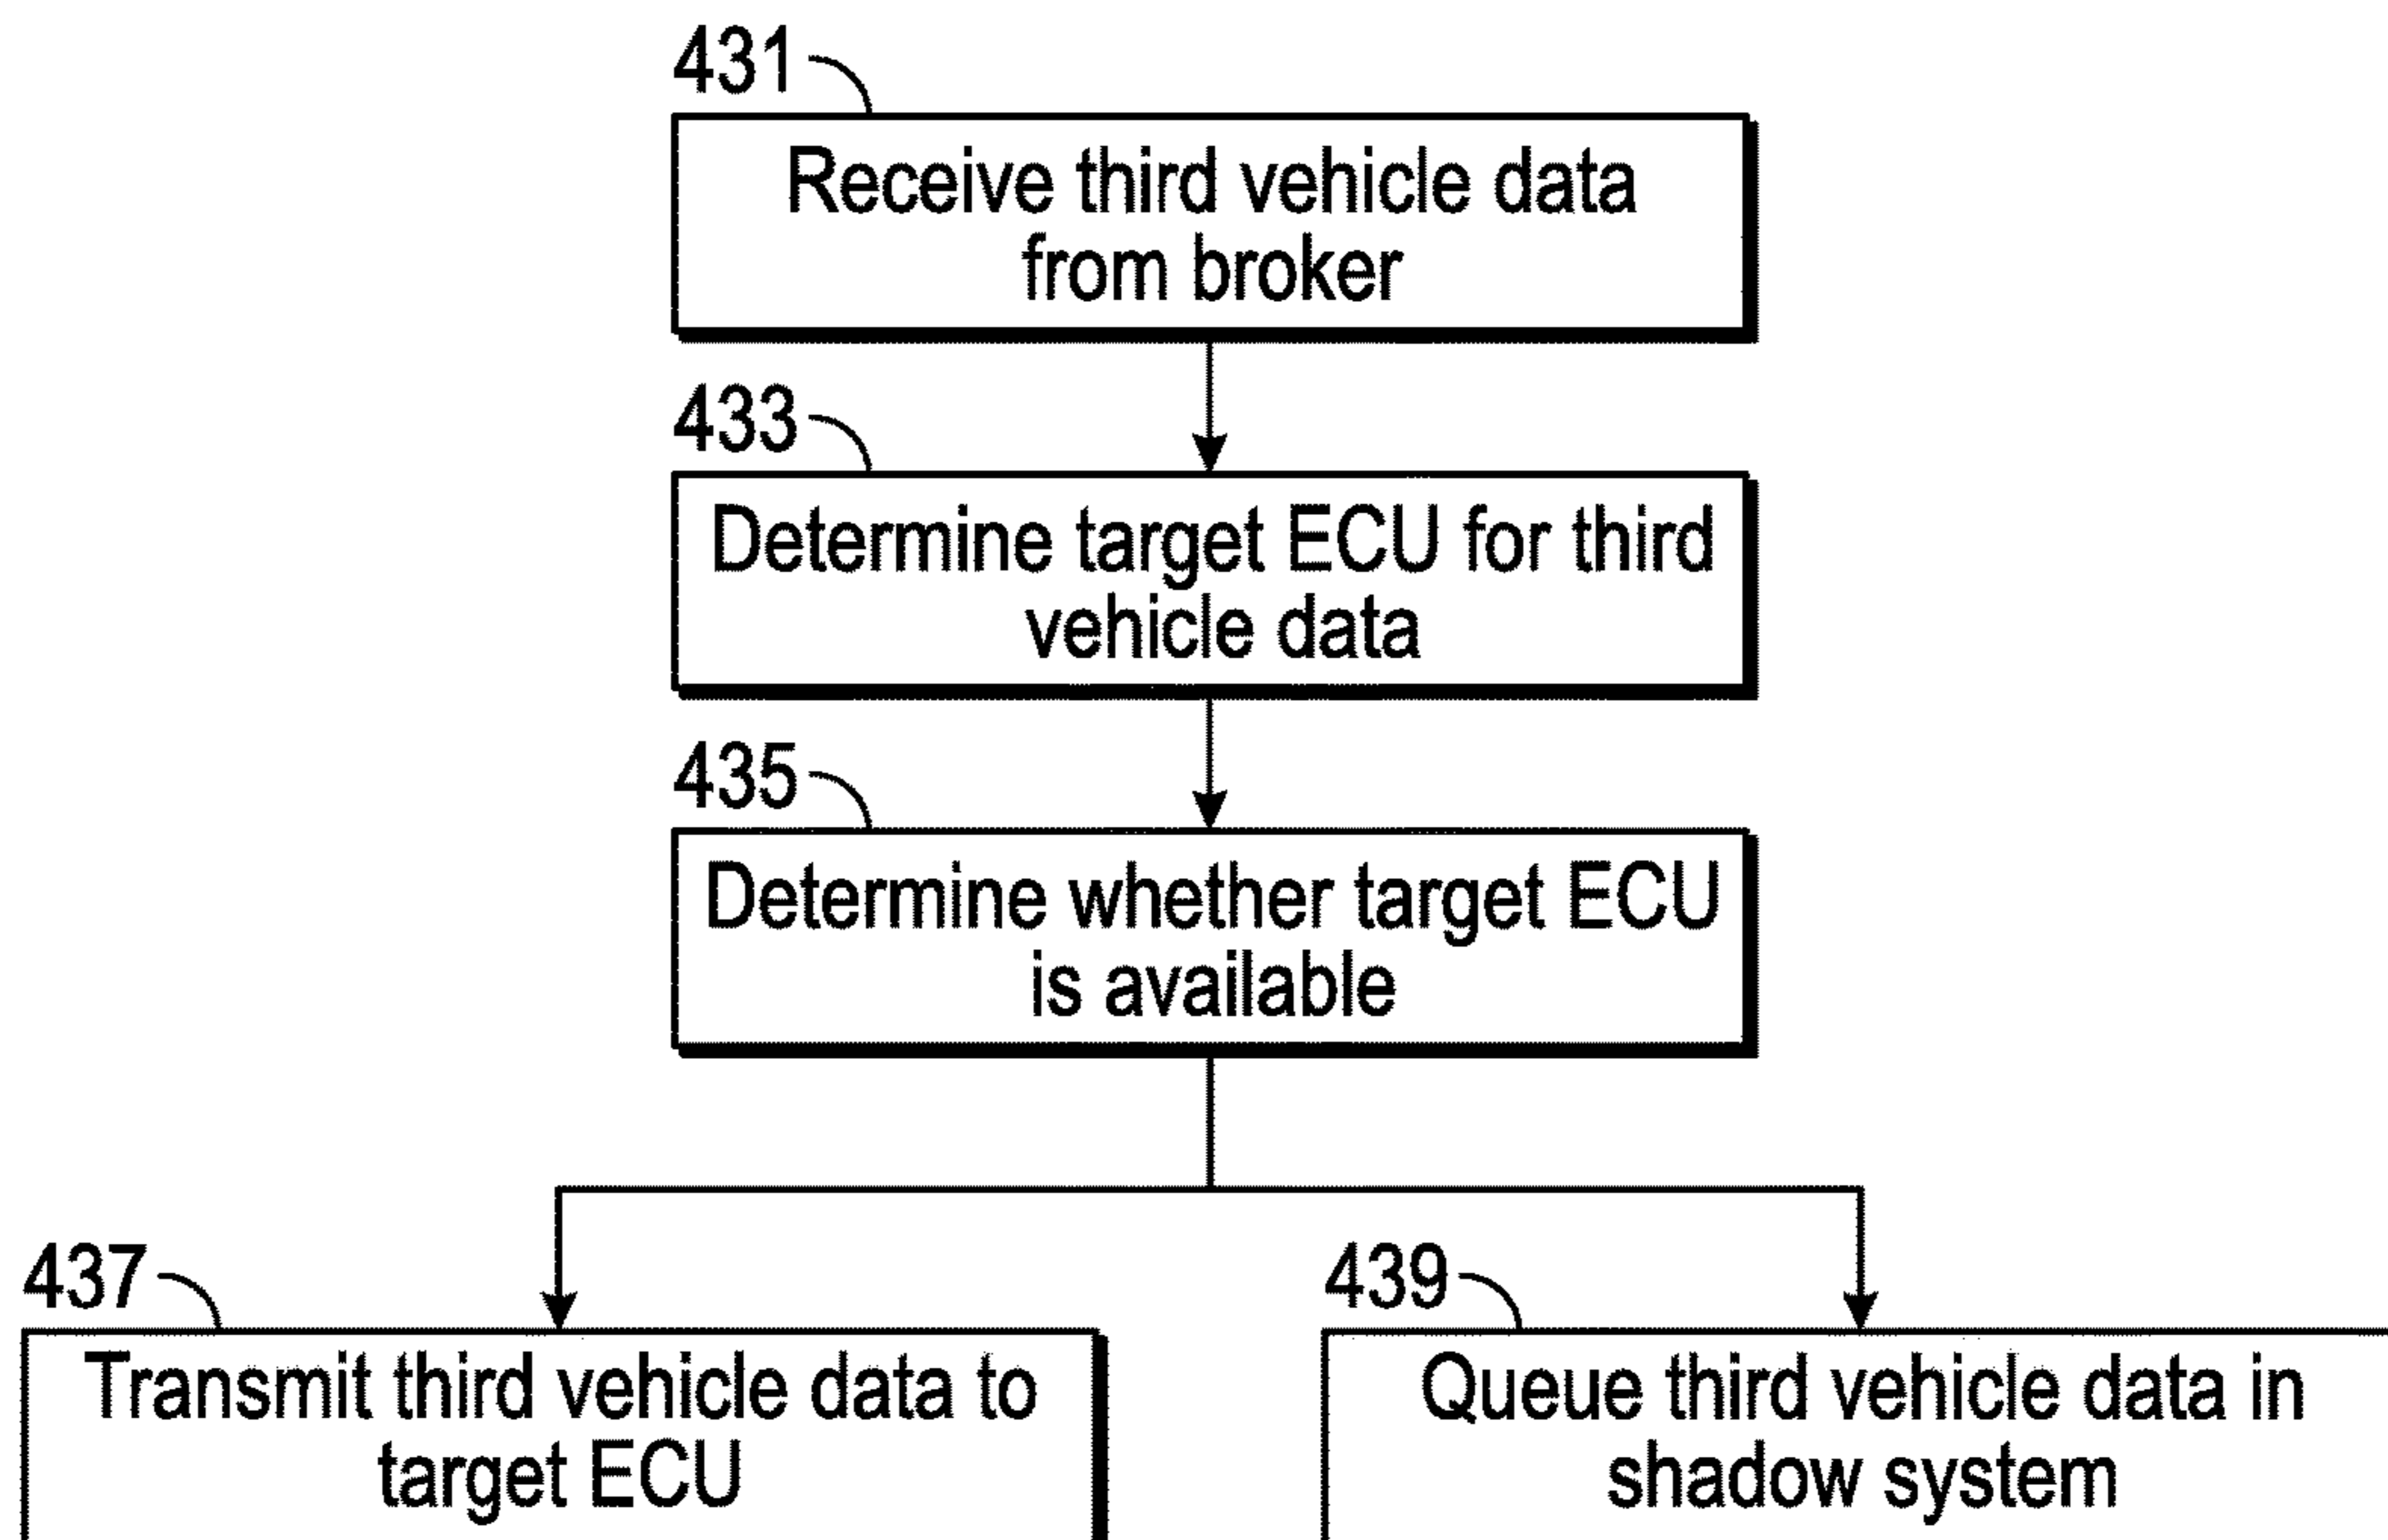 431
Receive third vehicle data
from broker
433
Determine target ECU for third
vehicle data
435
Determine whether target ECU
is available
437
Transmit third vehicle data to
target ECU
439
Queue third vehicle data in
shadow system